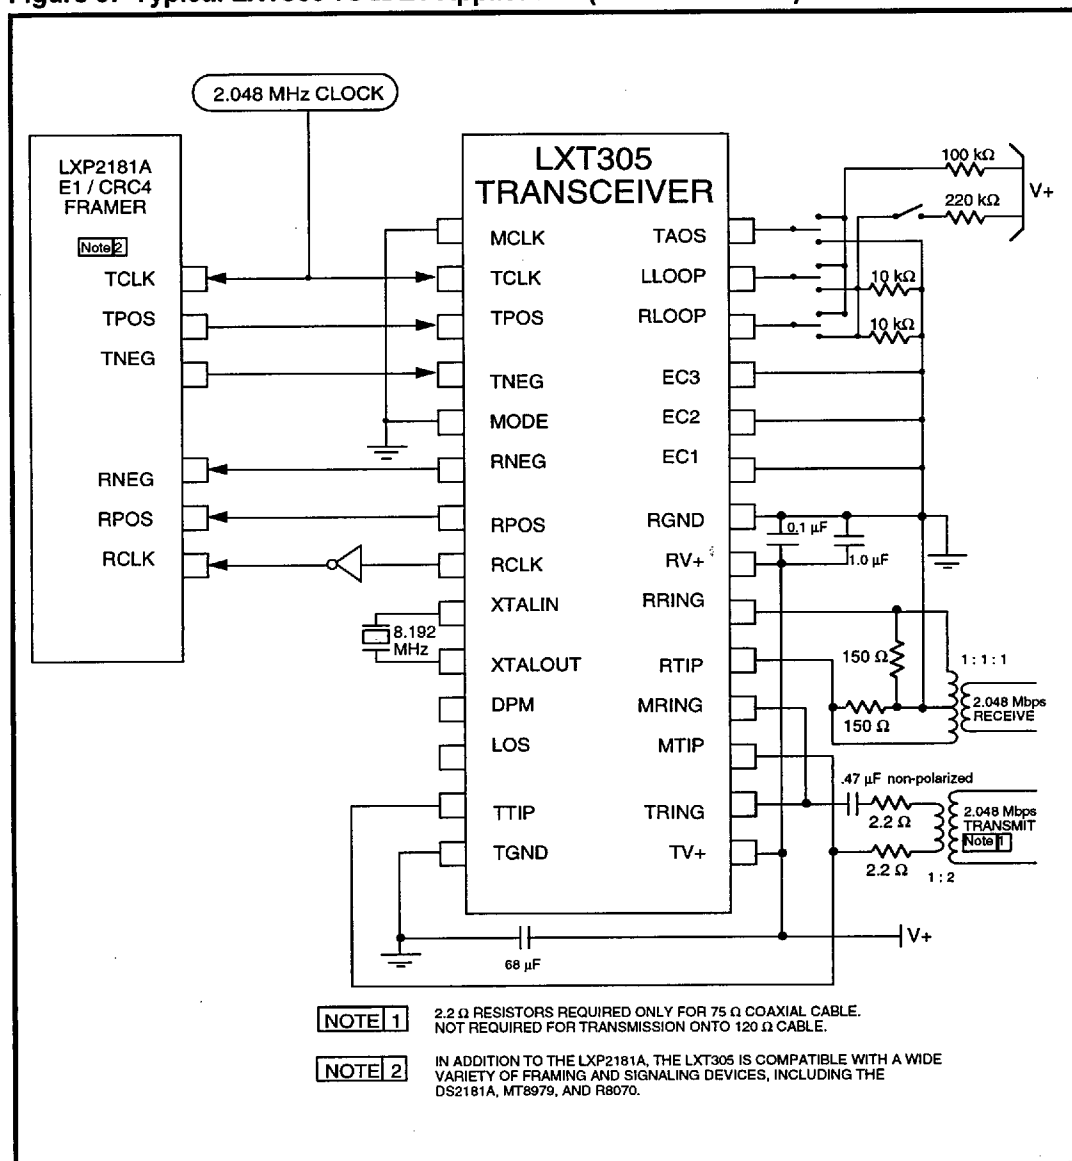 2.048 MHz CLOCK
LXP2181A
E1 / CRC4
FRAMER
Note 2
TCLK
TPOS
TNEG
RNEG
RPOS
RCLK
LXT305
TRANSCEIVER
MCLK
TCLK
TPOS
TNEG
MODE
RNEG
RPOS
RCLK
XTALIN
XTALOUT
DPM
LOS
TTIP
TGND
TAOS
LLOOP
RLOOP
EC3
EC2
EC1
RGND
RV+
RRING
RTIP
MRING
MTIP
TRING
TV+
8.192
MHz
100 kΩ
220 kΩ
V+
10 kΩ
10 kΩ
0.1 µF
1.0 µF
150 Ω
150 Ω
1 : 1 : 1
2.048 Mbps
RECEIVE
.47 µF non-polarized
2.2 Ω
2.2 Ω
1 : 2
2.048 Mbps
TRANSMIT
Note 1
68 µF
V+
NOTE 1
2.2 Ω RESISTORS REQUIRED ONLY FOR 75 Ω COAXIAL CABLE.
NOT REQUIRED FOR TRANSMISSION ONTO 120 Ω CABLE.
NOTE 2
IN ADDITION TO THE LXP2181A, THE LXT305 IS COMPATIBLE WITH A WIDE
VARIETY OF FRAMING AND SIGNALING DEVICES, INCLUDING THE
DS2181A, MT8979, AND R8070.